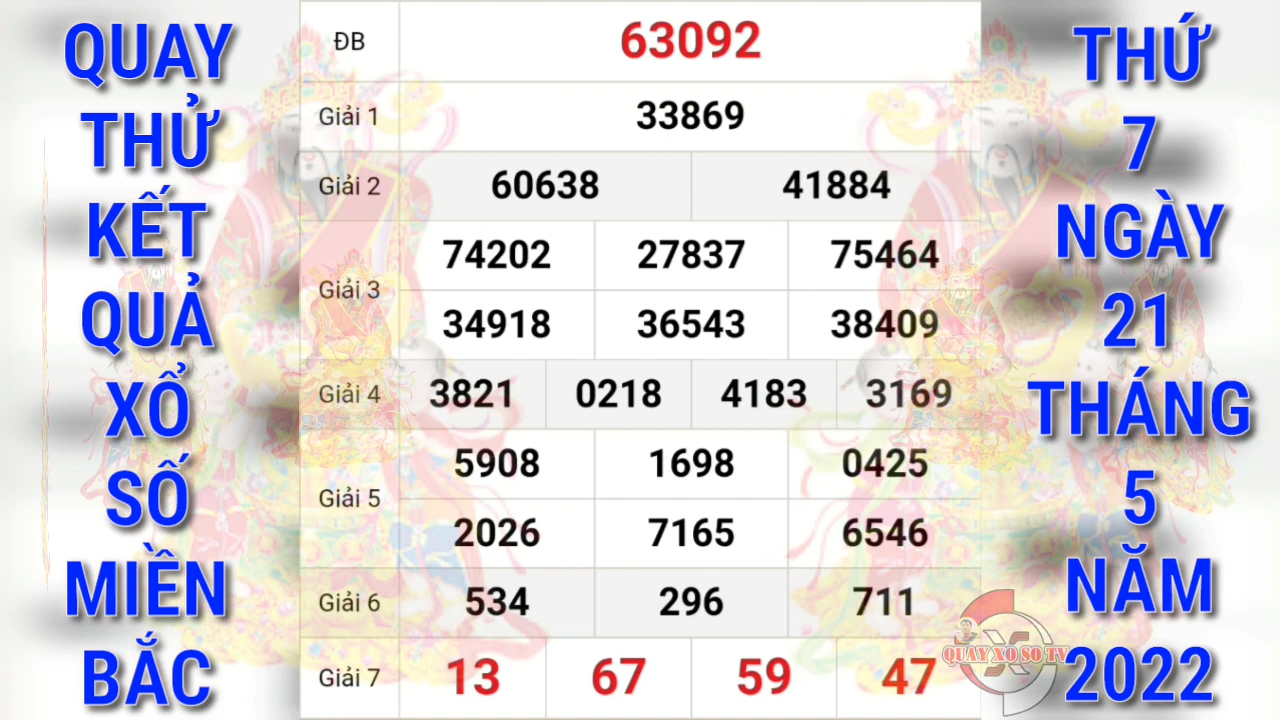 QUAY
THỬ
KẾT
QUẢ
XỔ
SỐ
MIỀN
BẮC
ĐB 63092
Giải 1 33869
Giải 2 60638 41884
Giải 3
74202 27837 75464
34918 36543 38409
Giải 4 3821 0218 4183 3169
Giải 5
5908 1698 0425
2026 7165 6546
Giải 6 534 296 711
Giải 7 13 67 59 47
THỨ
7
NGÀY
21
THÁNG
5
NĂM
2022
QUAY XO SO TV